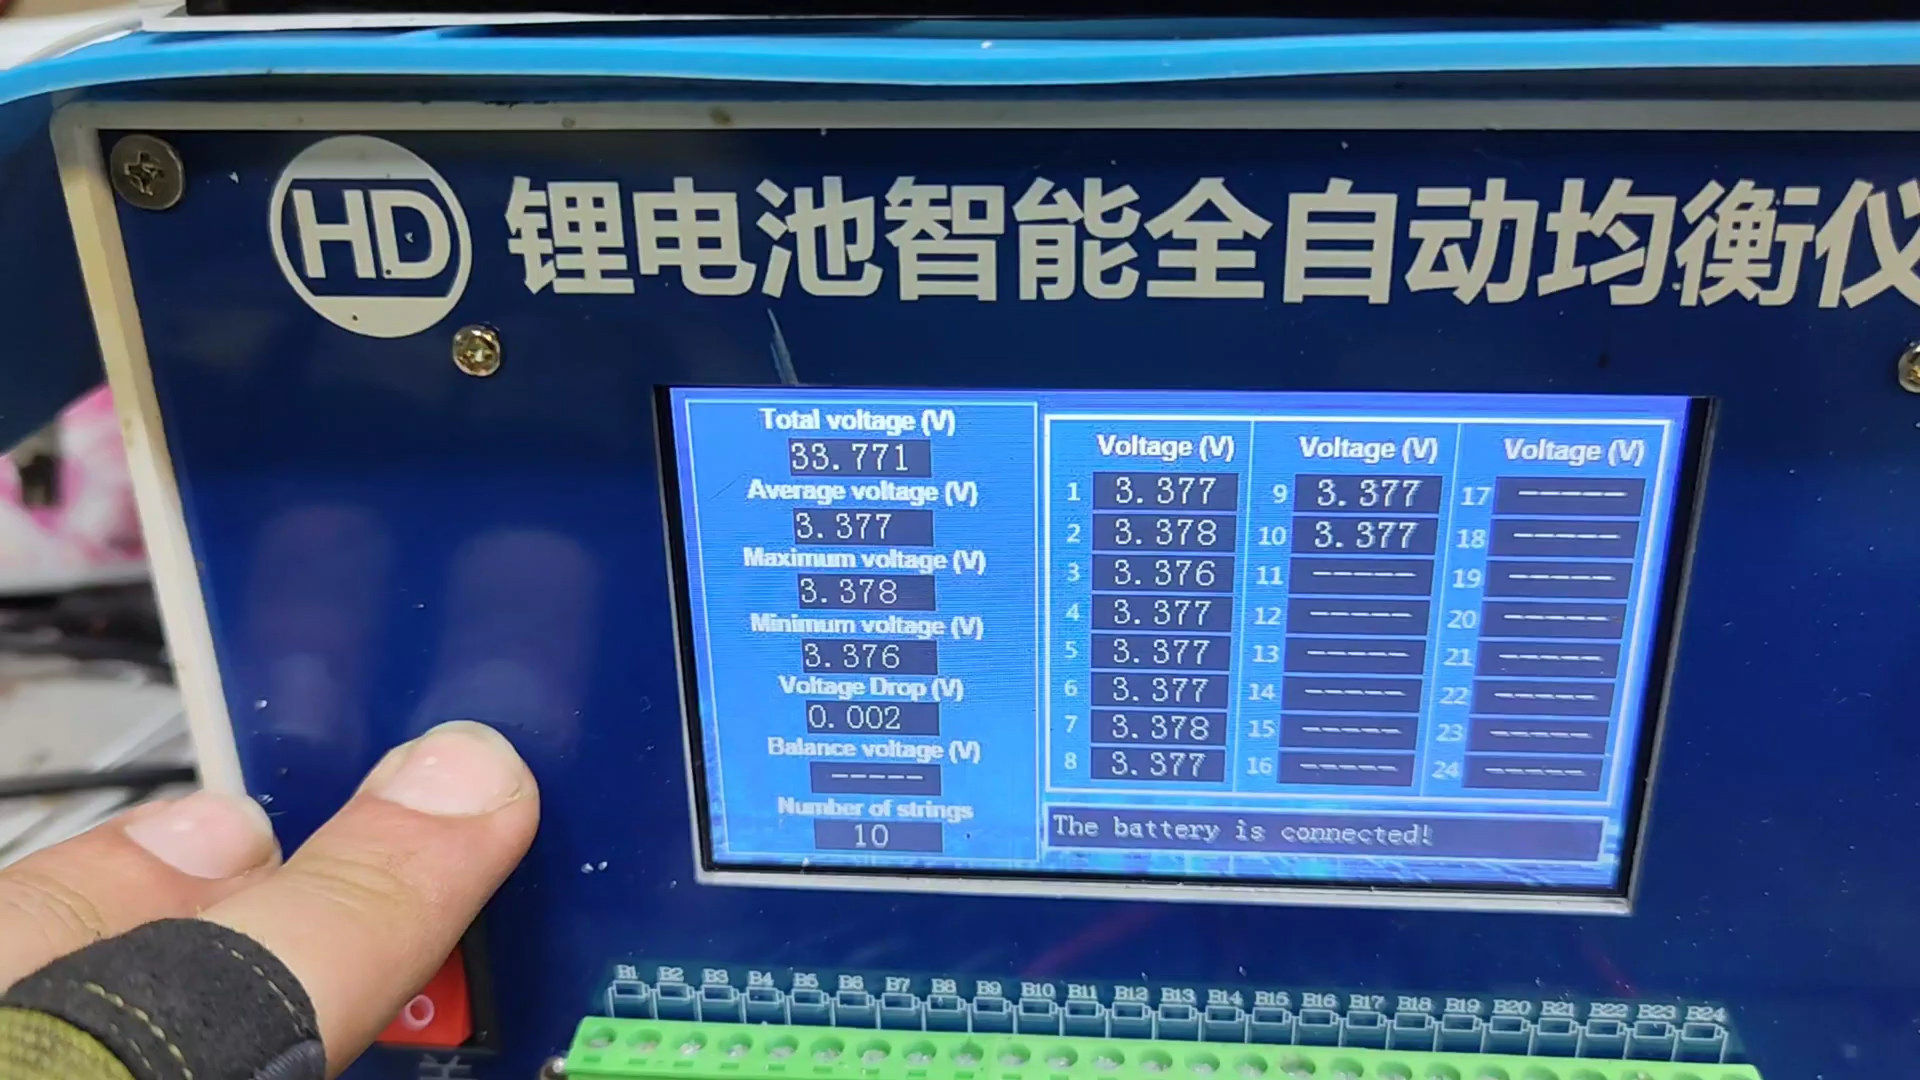 HD 锂电池智能全自动均衡仪
Total voltage (V)
33.771
Average voltage (V)
3.377
Maximum voltage (V)
3.378
Minimum voltage (V)
3.376
Voltage Drop (V)
0.002
Balance voltage (V)
-----
Number of strings
10
Voltage (V) Voltage (V) Voltage (V)
1 3.377 9 3.377 17 -----
2 3.378 10 3.377 18 -----
3 3.376 11 ----- 19 -----
4 3.377 12 ----- 20 -----
5 3.377 13 ----- 21 -----
6 3.377 14 ----- 22 -----
7 3.378 15 ----- 23 -----
8 3.377 16 ----- 24 -----
The battery is connected!
B1 B2 B3 B4 B5 B6 B7 B8 B9 B10 B11 B12 B13 B14 B15 B16 B17 B18 B19 B20 B21 B22 B23 B24